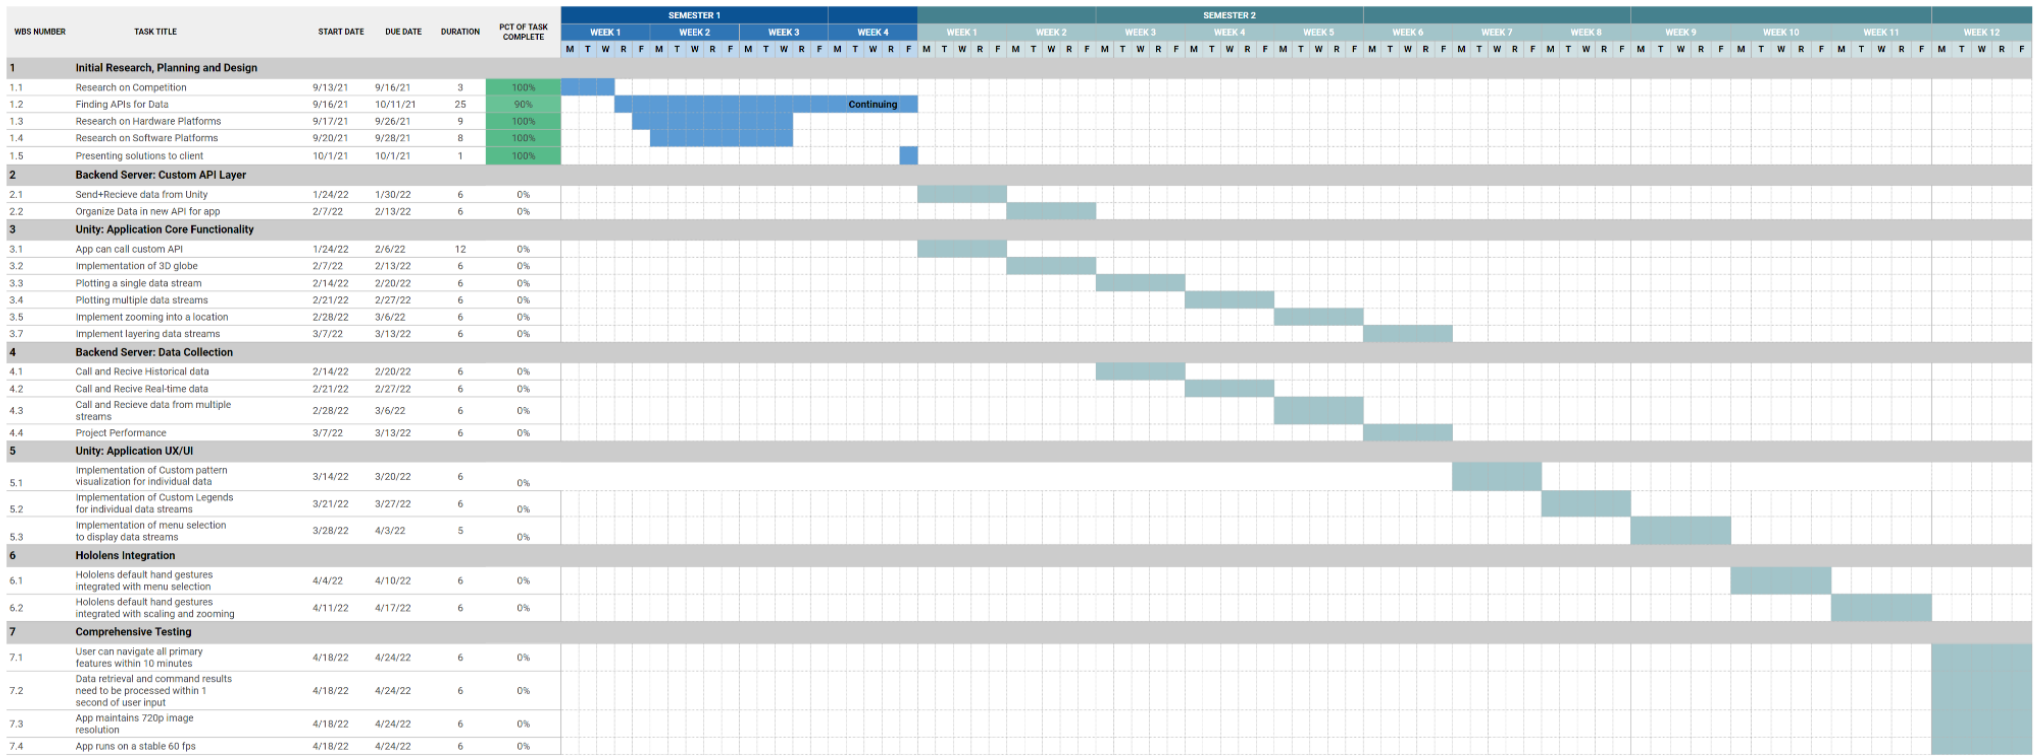 SEMESTER 1 SEMESTER 2
WBS NUMBER TASK TITLE START DATE DUE DATE DURATION PCT OF TASK COMPLETE WEEK 1 WEEK 2 WEEK 3 WEEK 4 WEEK 1 WEEK 2 WEEK 3 WEEK 4 WEEK 5 WEEK 6 WEEK 7 WEEK 8 WEEK 9 WEEK 10 WEEK 11 WEEK 12
M T W R F M T W R F M T W R F M T W R F M T W R F M T W R F M T W R F M T W R F M T W R F M T W R F M T W R F M T W R F M T W R F M T W R F M T W R F M T W R F
1 Initial Research, Planning and Design
1.1 Research on Competition 9/13/21 9/16/21 3 100%
1.2 Finding APIs for Data 9/16/21 10/11/21 25 90% Continuing
1.3 Research on Hardware Platforms 9/17/21 9/26/21 9 100%
1.4 Research on Software Platforms 9/20/21 9/28/21 8 100%
1.5 Presenting solutions to client 10/1/21 10/1/21 1 100%
2 Backend Server: Custom API Layer
2.1 Send+Recieve data from Unity 1/24/22 1/30/22 6 0%
2.2 Organize Data in new API for app 2/7/22 2/13/22 6 0%
3 Unity: Application Core Functionality
3.1 App can call custom API 1/24/22 2/6/22 12 0%
3.2 Implementation of 3D globe 2/7/22 2/13/22 6 0%
3.3 Plotting a single data stream 2/14/22 2/20/22 6 0%
3.4 Plotting multiple data streams 2/21/22 2/27/22 6 0%
3.5 Implement zooming into a location 2/28/22 3/6/22 6 0%
3.7 Implement layering data streams 3/7/22 3/13/22 6 0%
4 Backend Server: Data Collection
4.1 Call and Recive Historical data 2/14/22 2/20/22 6 0%
4.2 Call and Recive Real-time data 2/21/22 2/27/22 6 0%
4.3 Call and Recieve data from multiple
streams 2/28/22 3/6/22 6 0%
4.4 Project Performance 3/7/22 3/13/22 6 0%
5 Unity: Application UX/UI
5.1 Implementation of Custom pattern
visualization for individual data 3/14/22 3/20/22 6 0%
5.2 Implementation of Custom Legends
for individual data streams 3/21/22 3/27/22 6 0%
5.3 Implementation of menu selection
to display data streams 3/28/22 4/3/22 5 0%
6 Hololens Integration
6.1 Hololens default hand gestures
integrated with menu selection 4/4/22 4/10/22 6 0%
6.2 Hololens default hand gestures
integrated with scaling and zooming 4/11/22 4/17/22 6 0%
7 Comprehensive Testing
7.1 User can navigate all primary
features within 10 minutes 4/18/22 4/24/22 6 0%
7.2 Data retrieval and command results
need to be processed within 1
second of user input 4/18/22 4/24/22 6 0%
7.3 App maintains 720p image
resolution 4/18/22 4/24/22 6 0%
7.4 App runs on a stable 60 fps 4/18/22 4/24/22 6 0%